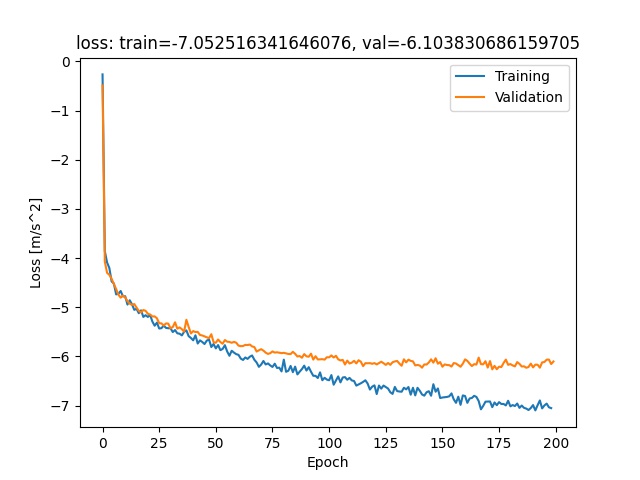 loss: train=-7.052516341646076, val=-6.103830686159705
Training
Validation
Loss [m/s^2]
0
−1
−2
−3
−4
−5
−6
−7
0 25 50 75 100 125 150 175 200
Epoch